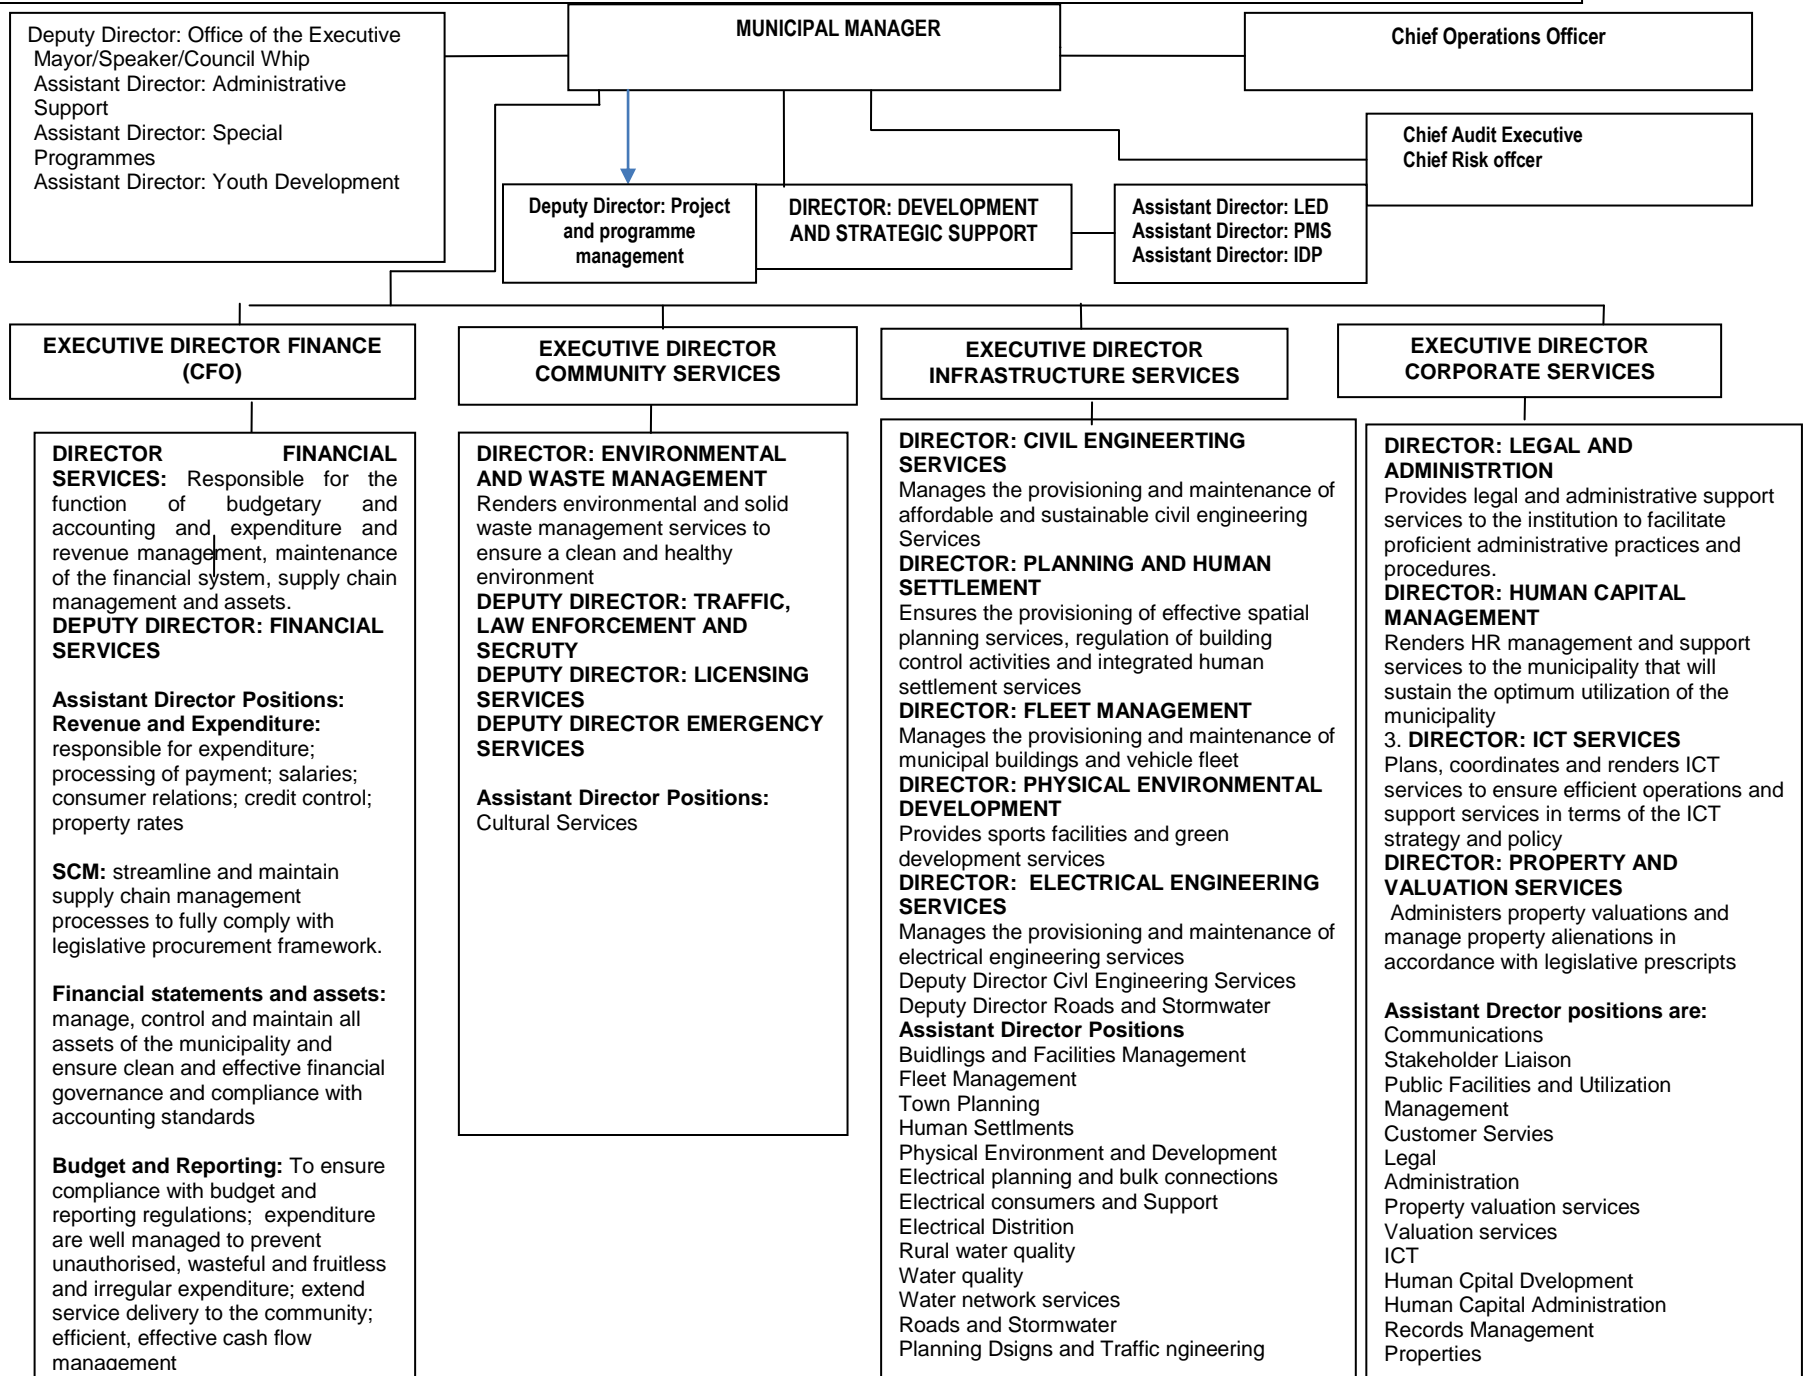 Deputy Director: Office of the Executive
Mayor/Speaker/Council Whip
Assistant Director: Administrative
Support
Assistant Director: Special
Programmes
Assistant Director: Youth Development
MUNICIPAL MANAGER
Chief Operations Officer
Chief Audit Executive
Chief Risk offcer
Deputy Director: Project
and programme
management
DIRECTOR: DEVELOPMENT
AND STRATEGIC SUPPORT
Assistant Director: LED
Assistant Director: PMS
Assistant Director: IDP
EXECUTIVE DIRECTOR FINANCE
(CFO)
EXECUTIVE DIRECTOR
COMMUNITY SERVICES
EXECUTIVE DIRECTOR
INFRASTRUCTURE SERVICES
EXECUTIVE DIRECTOR
CORPORATE SERVICES
DIRECTOR FINANCIAL
SERVICES: Responsible for the
function of budgetary and
accounting and expenditure and
revenue management, maintenance
of the financial system, supply chain
management and assets.
DEPUTY DIRECTOR: FINANCIAL
SERVICES
Assistant Director Positions:
Revenue and Expenditure:
responsible for expenditure;
processing of payment; salaries;
consumer relations; credit control;
property rates
SCM: streamline and maintain
supply chain management
processes to fully comply with
legislative procurement framework.
Financial statements and assets:
manage, control and maintain all
assets of the municipality and
ensure clean and effective financial
governance and compliance with
accounting standards
Budget and Reporting: To ensure
compliance with budget and
reporting regulations; expenditure
are well managed to prevent
unauthorised, wasteful and fruitless
and irregular expenditure; extend
service delivery to the community;
efficient, effective cash flow
management
DIRECTOR: ENVIRONMENTAL
AND WASTE MANAGEMENT
Renders environmental and solid
waste management services to
ensure a clean and healthy
environment
DEPUTY DIRECTOR: TRAFFIC,
LAW ENFORCEMENT AND
SECRUTY
DEPUTY DIRECTOR: LICENSING
SERVICES
DEPUTY DIRECTOR EMERGENCY
SERVICES
Assistant Director Positions:
Cultural Services
DIRECTOR: CIVIL ENGINEERTING
SERVICES
Manages the provisioning and maintenance of
affordable and sustainable civil engineering
Services
DIRECTOR: PLANNING AND HUMAN
SETTLEMENT
Ensures the provisioning of effective spatial
planning services, regulation of building
control activities and integrated human
settlement services
DIRECTOR: FLEET MANAGEMENT
Manages the provisioning and maintenance of
municipal buildings and vehicle fleet
DIRECTOR: PHYSICAL ENVIRONMENTAL
DEVELOPMENT
Provides sports facilities and green
development services
DIRECTOR: ELECTRICAL ENGINEERING
SERVICES
Manages the provisioning and maintenance of
electrical engineering services
Deputy Director Civl Engineering Services
Deputy Director Roads and Stormwater
Assistant Director Positions
Buidlings and Facilities Management
Fleet Management
Town Planning
Human Settlments
Physical Environment and Development
Electrical planning and bulk connections
Electrical consumers and Support
Electrical Distrition
Rural water quality
Water quality
Water network services
Roads and Stormwater
Planning Dsigns and Traffic ngineering
DIRECTOR: LEGAL AND
ADMINISTRTION
Provides legal and administrative support
services to the institution to facilitate
proficient administrative practices and
procedures.
DIRECTOR: HUMAN CAPITAL
MANAGEMENT
Renders HR management and support
services to the municipality that will
sustain the optimum utilization of the
municipality
3. DIRECTOR: ICT SERVICES
Plans, coordinates and renders ICT
services to ensure efficient operations and
support services in terms of the ICT
strategy and policy
DIRECTOR: PROPERTY AND
VALUATION SERVICES
Administers property valuations and
manage property alienations in
accordance with legislative prescripts
Assistant Drector positions are:
Communications
Stakeholder Liaison
Public Facilities and Utilization
Management
Customer Servies
Legal
Administration
Property valuation services
Valuation services
ICT
Human Cpital Dvelopment
Human Capital Administration
Records Management
Properties